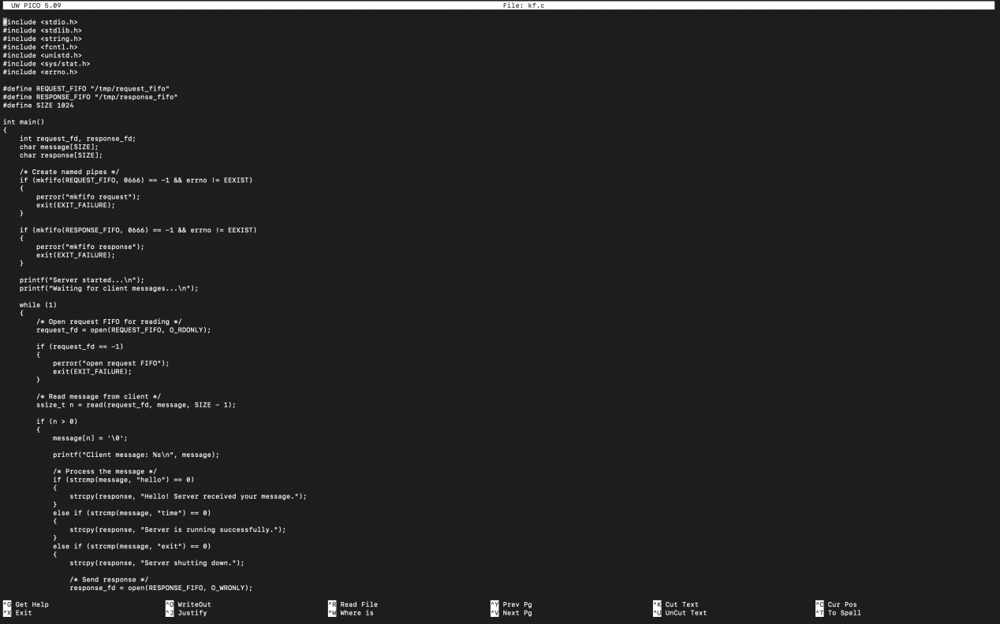 UW PICO 5.09 File: kf.c
#include <stdio.h>
#include <stdlib.h>
#include <string.h>
#include <fcntl.h>
#include <unistd.h>
#include <sys/stat.h>
#include <errno.h>

#define REQUEST_FIFO "/tmp/request_fifo"
#define RESPONSE_FIFO "/tmp/response_fifo"
#define SIZE 1024

int main()
{
    int request_fd, response_fd;
    char message[SIZE];
    char response[SIZE];

    /* Create named pipes */
    if (mkfifo(REQUEST_FIFO, 0666) == -1 && errno != EEXIST)
    {
        perror("mkfifo request");
        exit(EXIT_FAILURE);
    }

    if (mkfifo(RESPONSE_FIFO, 0666) == -1 && errno != EEXIST)
    {
        perror("mkfifo response");
        exit(EXIT_FAILURE);
    }

    printf("Server started...\n");
    printf("Waiting for client messages...\n");

    while (1)
    {
        /* Open request FIFO for reading */
        request_fd = open(REQUEST_FIFO, O_RDONLY);

        if (request_fd == -1)
        {
            perror("open request FIFO");
            exit(EXIT_FAILURE);
        }

        /* Read message from client */
        ssize_t n = read(request_fd, message, SIZE - 1);

        if (n > 0)
        {
            message[n] = '\0';

            printf("Client message: %s\n", message);

            /* Process the message */
            if (strcmp(message, "hello") == 0)
            {
                strcpy(response, "Hello! Server received your message.");
            }
            else if (strcmp(message, "time") == 0)
            {
                strcpy(response, "Server is running successfully.");
            }
            else if (strcmp(message, "exit") == 0)
            {
                strcpy(response, "Server shutting down.");

                /* Send response */
                response_fd = open(RESPONSE_FIFO, O_WRONLY);

^G Get Help ^O WriteOut ^R Read File ^Y Prev Pg ^K Cut Text ^C Cur Pos
^X Exit ^J Justify ^W Where is ^V Next Pg ^U UnCut Text ^T To Spell